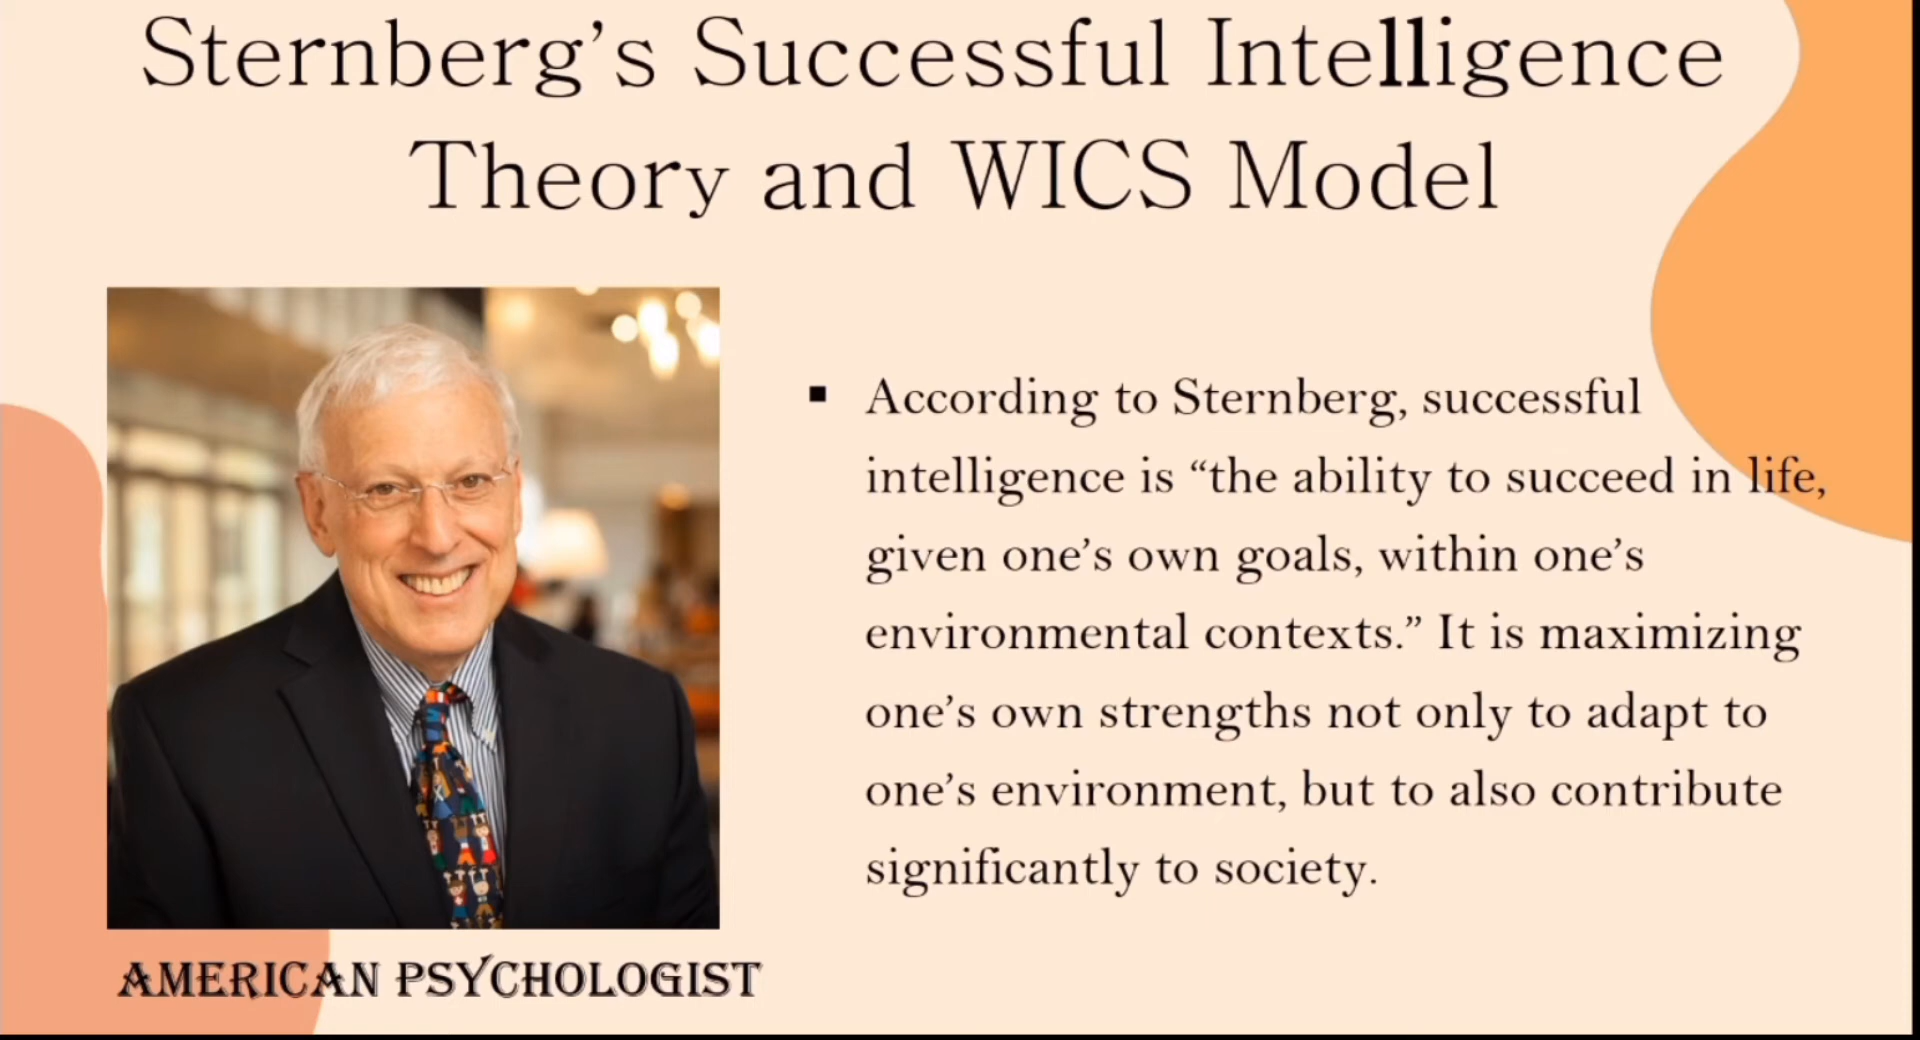 Sternberg’s Successful Intelligence
Theory and WICS Model
▪ According to Sternberg, successful
intelligence is “the ability to succeed in life,
given one’s own goals, within one’s
environmental contexts.” It is maximizing
one’s own strengths not only to adapt to
one’s environment, but to also contribute
significantly to society.
AMERICAN PSYCHOLOGIST